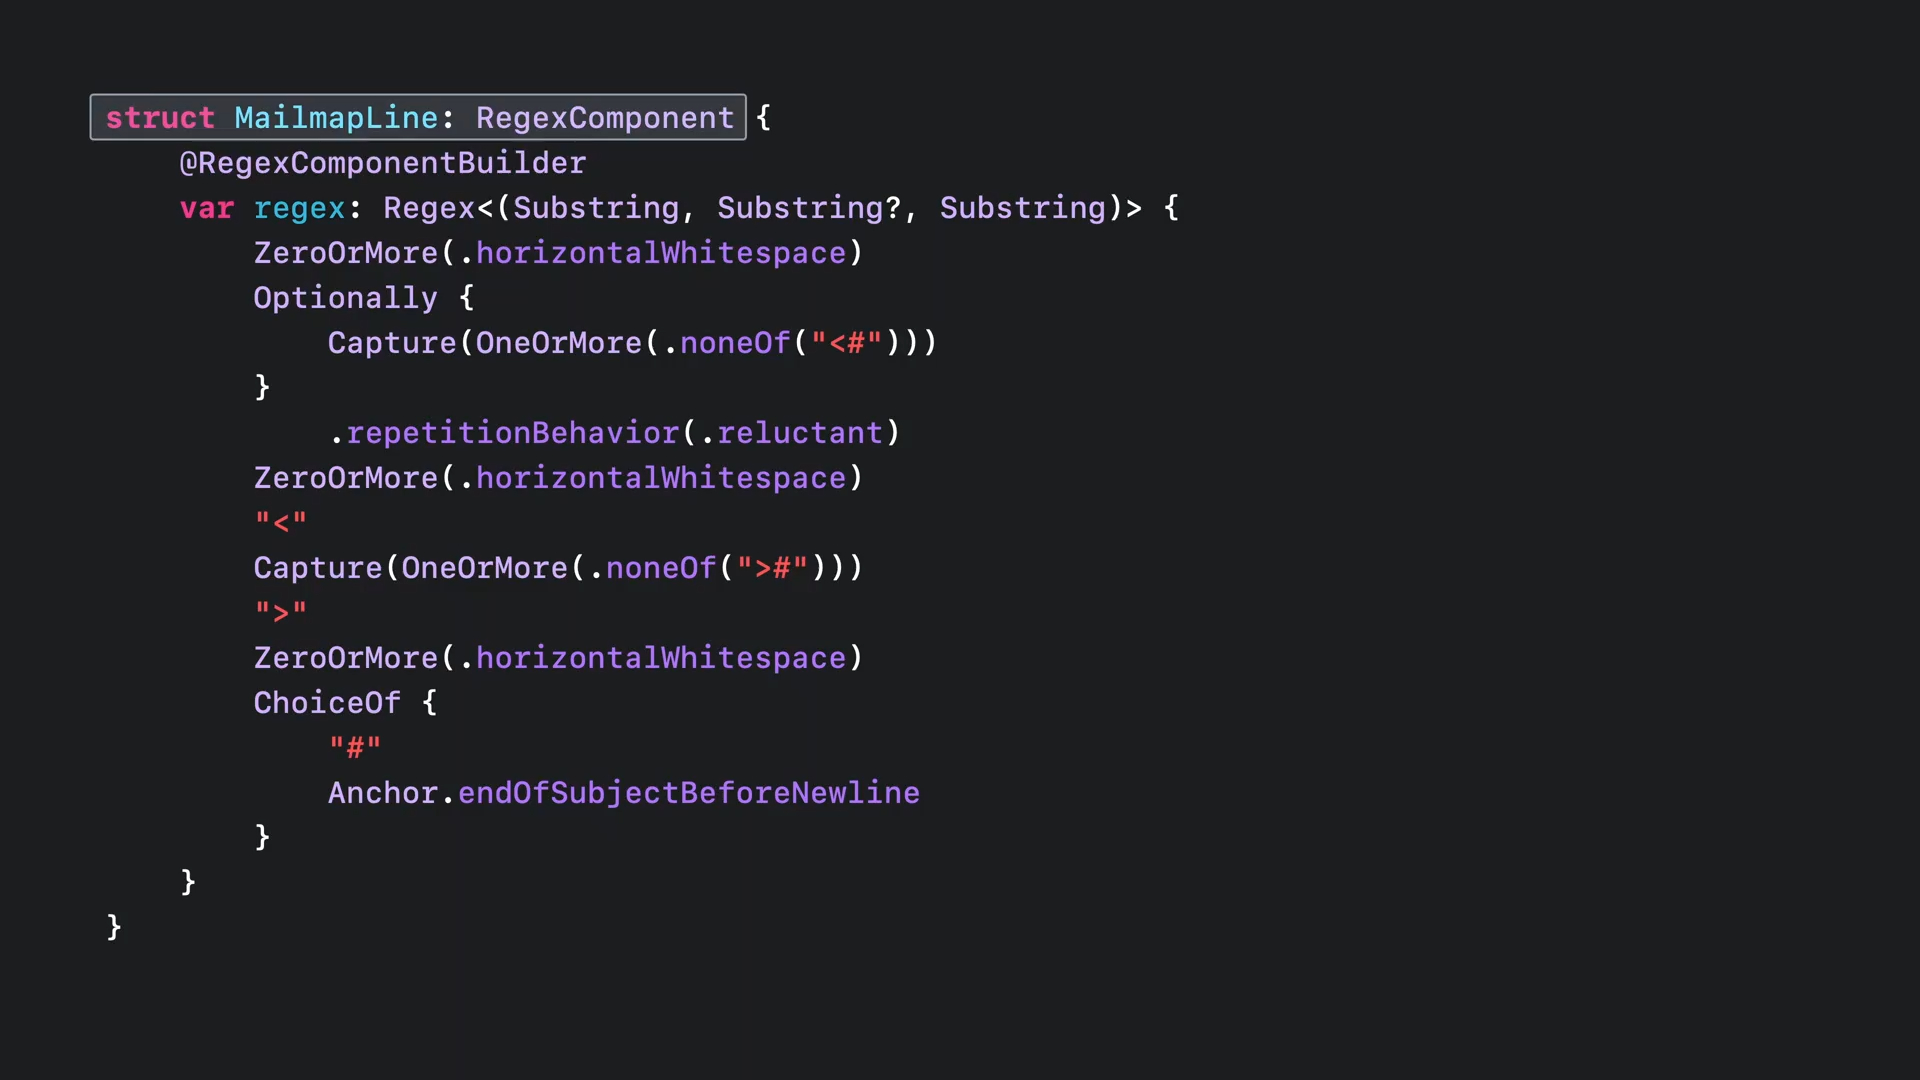 struct MailmapLine: RegexComponent {
    @RegexComponentBuilder
    var regex: Regex<(Substring, Substring?, Substring)> {
        ZeroOrMore(.horizontalWhitespace)
        Optionally {
            Capture(OneOrMore(.noneOf("<#")))
        }
            .repetitionBehavior(.reluctant)
        ZeroOrMore(.horizontalWhitespace)
        "<"
        Capture(OneOrMore(.noneOf(">#")))
        ">"
        ZeroOrMore(.horizontalWhitespace)
        ChoiceOf {
            "#"
            Anchor.endOfSubjectBeforeNewline
        }
    }
}